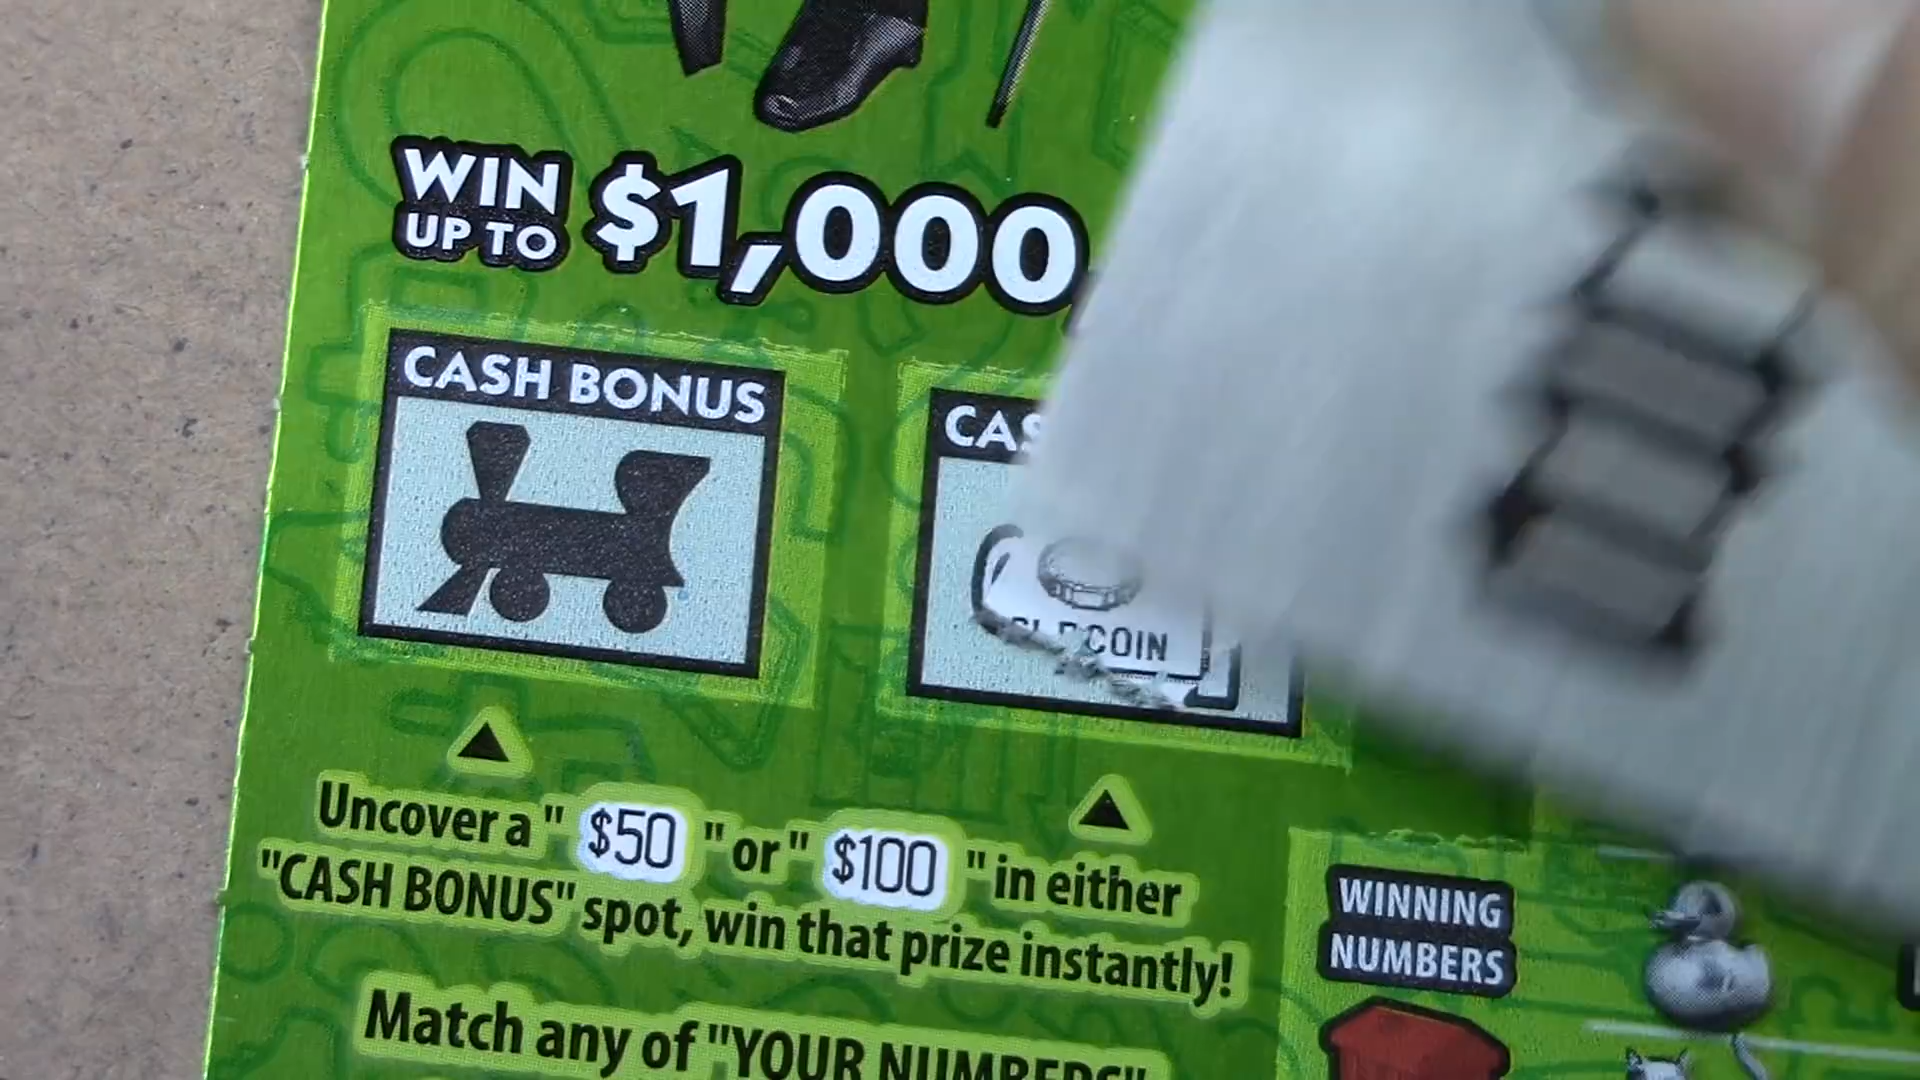 WIN
UP TO
$1,000
CASH BONUS
CAS
COIN
Uncover a " $50 " or " $100 " in either
"CASH BONUS" spot, win that prize instantly!
WINNING
NUMBERS
Match any of "YOUR NUMBERS"